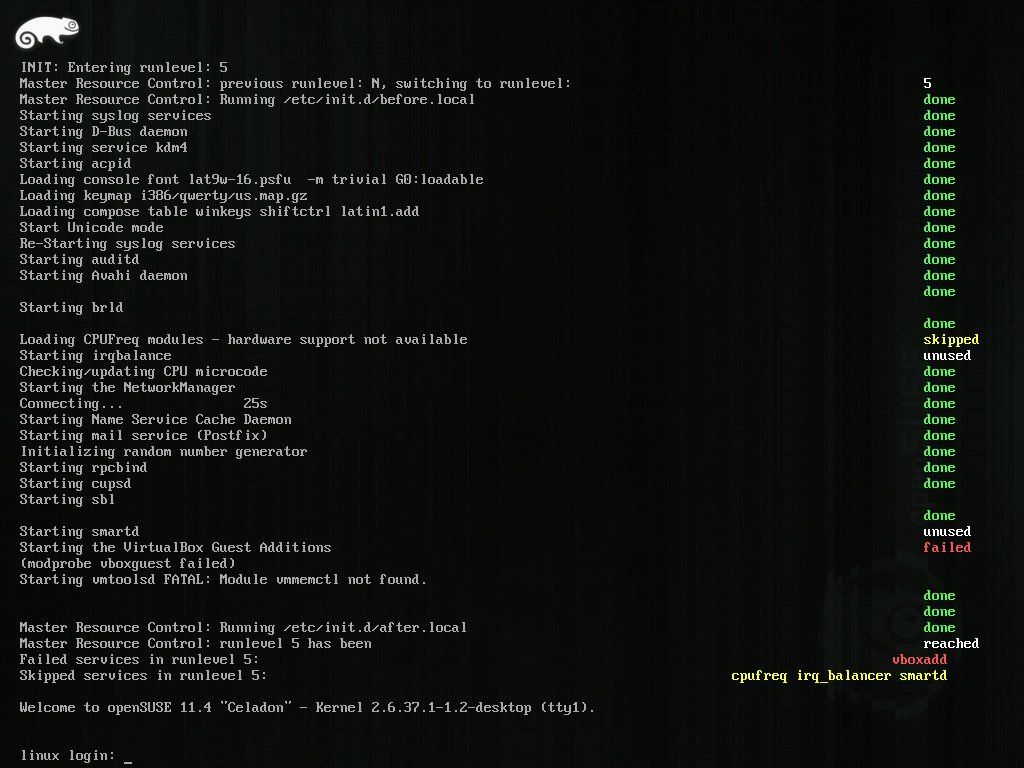 INIT: Entering runlevel: 5
Master Resource Control: previous runlevel: N, switching to runlevel: 5
Master Resource Control: Running /etc/init.d/before.local done
Starting syslog services done
Starting D-Bus daemon done
Starting service kdm4 done
Starting acpid done
Loading console font lat9w-16.psfu  -m trivial G0:loadable done
Loading keymap i386/qwerty/us.map.gz done
Loading compose table winkeys shiftctrl latin1.add done
Start Unicode mode done
Re-Starting syslog services done
Starting auditd done
Starting Avahi daemon done
done
Starting brld
done
Loading CPUFreq modules - hardware support not available skipped
Starting irqbalance unused
Checking/updating CPU microcode done
Starting the NetworkManager done
Connecting... 25s done
Starting Name Service Cache Daemon done
Starting mail service (Postfix) done
Initializing random number generator done
Starting rpcbind done
Starting cupsd done
Starting sbl
done
Starting smartd unused
Starting the VirtualBox Guest Additions failed
(modprobe vboxguest failed)
Starting vmtoolsd FATAL: Module vmmemctl not found.
done
done
Master Resource Control: Running /etc/init.d/after.local done
Master Resource Control: runlevel 5 has been reached
Failed services in runlevel 5: vboxadd
Skipped services in runlevel 5: cpufreq irq_balancer smartd
Welcome to openSUSE 11.4 "Celadon" - Kernel 2.6.37.1-1.2-desktop (tty1).
linux login: _